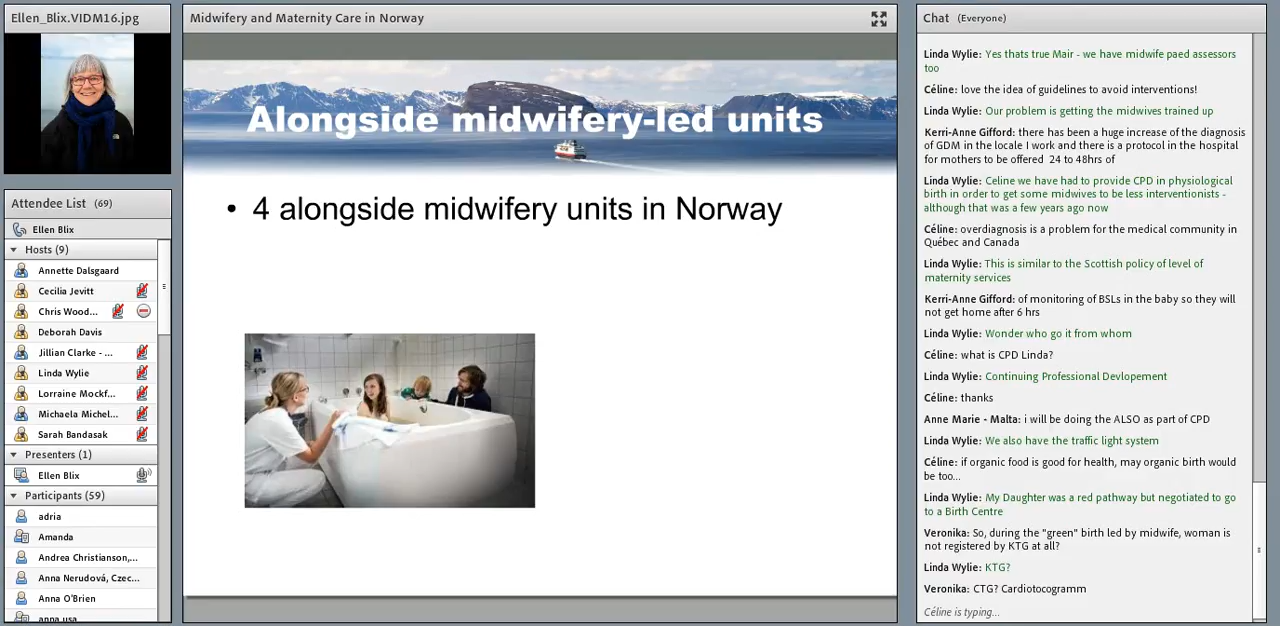 Ellen_Blix.VIDM16.jpg
Midwifery and Maternity Care in Norway
Chat (Everyone)
Alongside midwifery-led units
• 4 alongside midwifery units in Norway
Attendee List (69)
Ellen Blix
Hosts (9)
Annette Dalsgaard
Cecilia Jevitt
Chris Wood...
Deborah Davis
Jillian Clarke - ...
Linda Wylie
Lorraine Mockf...
Michaela Michel...
Sarah Bandasak
Presenters (1)
Ellen Blix
Participants (59)
adria
Amanda
Andrea Christianson,...
Anna Nerudová, Czec...
Anna O'Brien
anna usa
Linda Wylie: Yes thats true Mair - we have midwife paed assessors
too
Céline: love the idea of guidelines to avoid interventions!
Linda Wylie: Our problem is getting the midwives trained up
Kerri-Anne Gifford: there has been a huge increase of the diagnosis
of GDM in the locale I work and there is a protocol in the hospital
for mothers to be offered 24 to 48hrs of
Linda Wylie: Celine we have had to provide CPD in physiological
birth in order to get some midwives to be less interventionists -
although that was a few years ago now
Céline: overdiagnosis is a problem for the medical community in
Québec and Canada
Linda Wylie: This is similar to the Scottish policy of level of
maternity services
Kerri-Anne Gifford: of monitoring of BSLs in the baby so they will
not get home after 6 hrs
Linda Wylie: Wonder who go it from whom
Céline: what is CPD Linda?
Linda Wylie: Continuing Professional Devlopement
Céline: thanks
Anne Marie - Malta: i will be doing the ALSO as part of CPD
Linda Wylie: We also have the traffic light system
Céline: if organic food is good for health, may organic birth would
be too...
Linda Wylie: My Daughter was a red pathway but negotiated to go
to a Birth Centre
Veronika: So, during the "green" birth led by midwife, woman is
not registered by KTG at all?
Linda Wylie: KTG?
Veronika: CTG? Cardiotocogramm
Céline is typing...